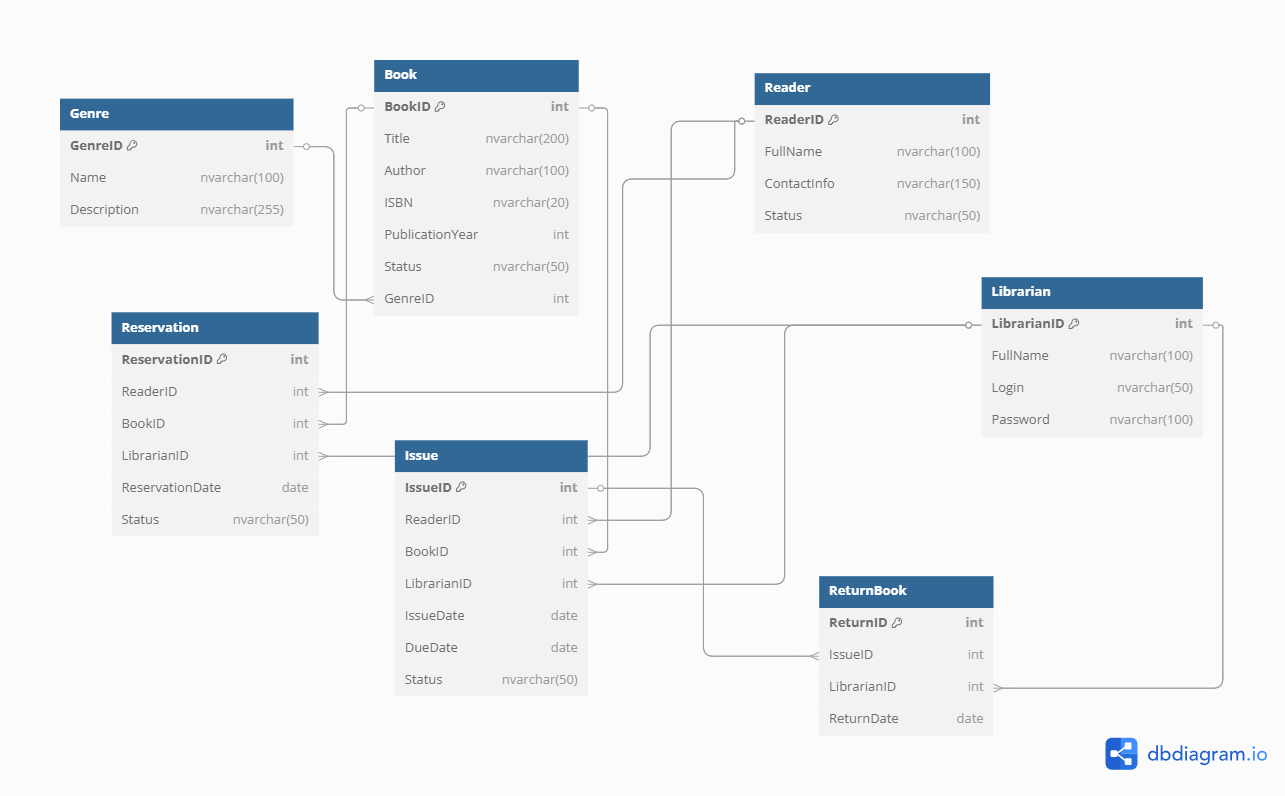 Genre
GenreID int
Name nvarchar(100)
Description nvarchar(255)
Book
BookID int
Title nvarchar(200)
Author nvarchar(100)
ISBN nvarchar(20)
PublicationYear int
Status nvarchar(50)
GenreID int
Reader
ReaderID int
FullName nvarchar(100)
ContactInfo nvarchar(150)
Status nvarchar(50)
Reservation
ReservationID int
ReaderID int
BookID int
LibrarianID int
ReservationDate date
Status nvarchar(50)
Librarian
LibrarianID int
FullName nvarchar(100)
Login nvarchar(50)
Password nvarchar(100)
Issue
IssueID int
ReaderID int
BookID int
LibrarianID int
IssueDate date
DueDate date
Status nvarchar(50)
ReturnBook
ReturnID int
IssueID int
LibrarianID int
ReturnDate date
dbdiagram.io